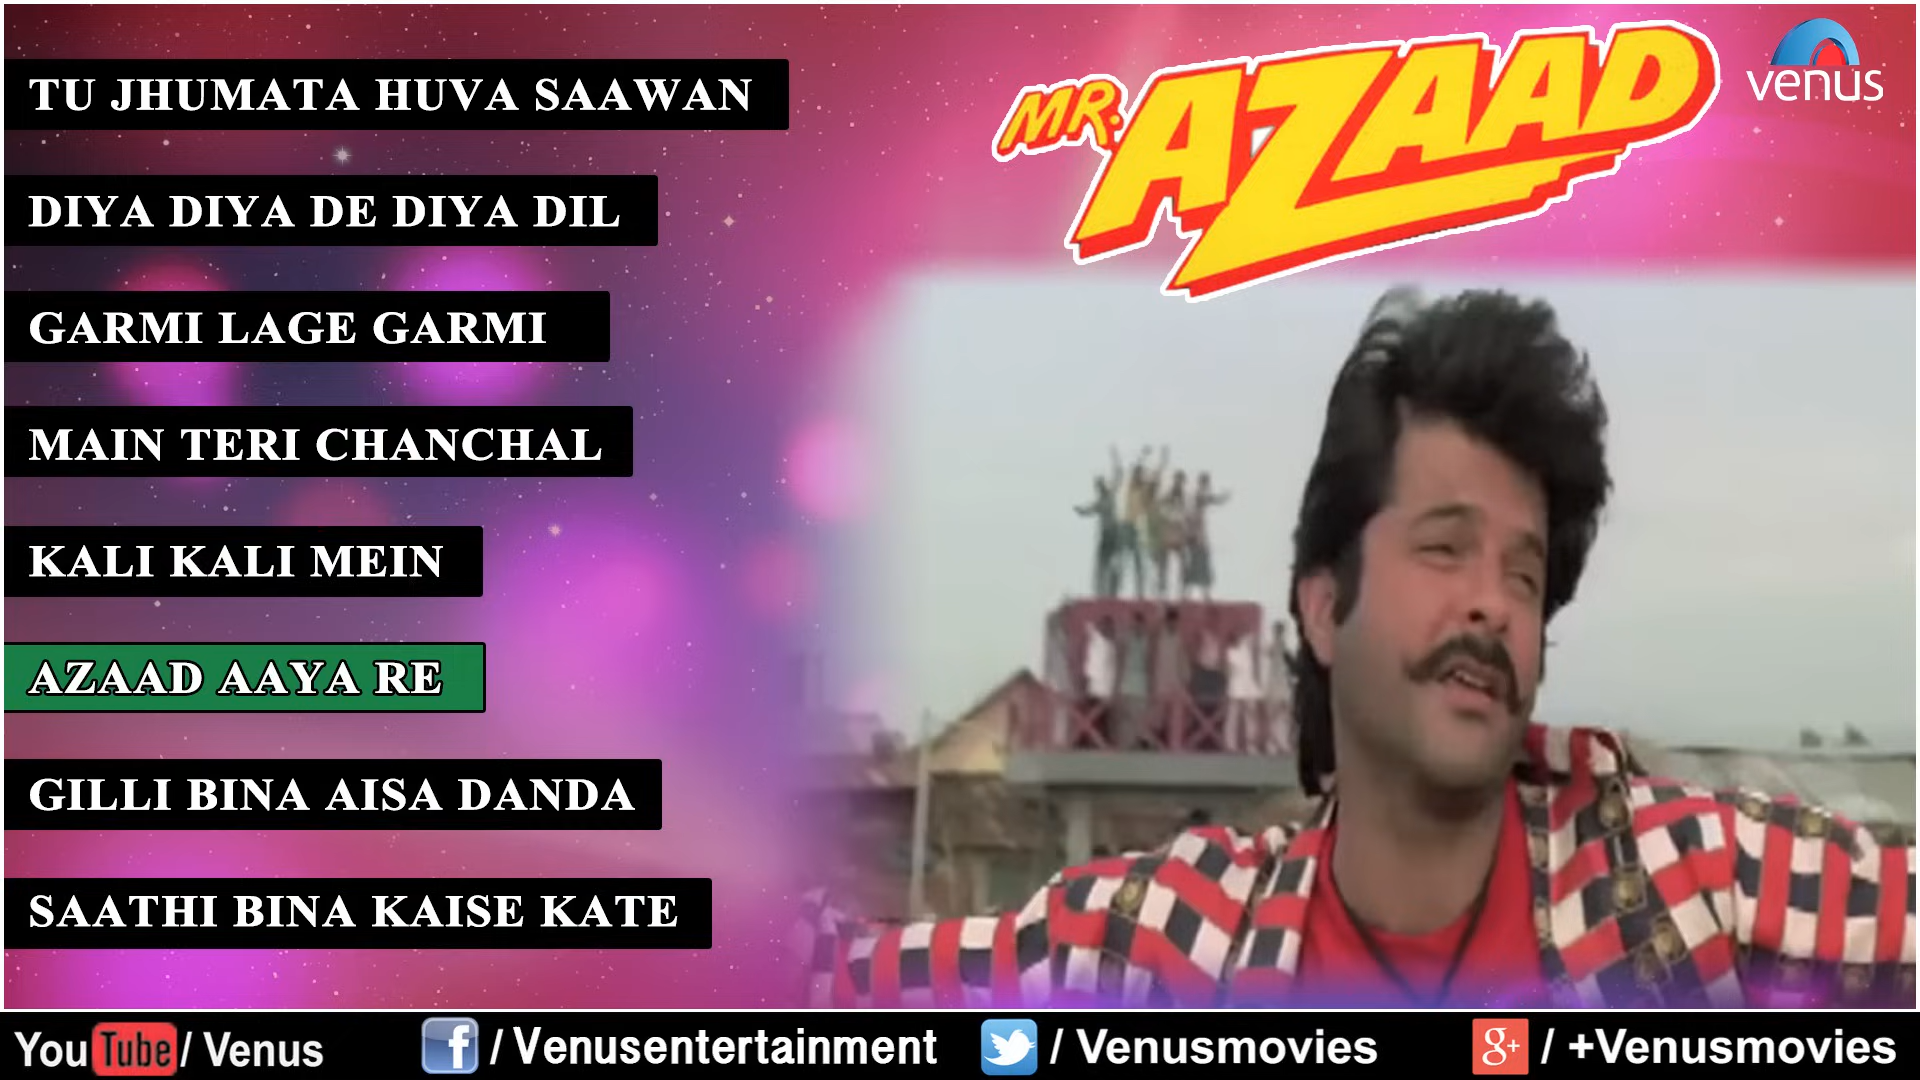 TU JHUMATA HUVA SAAWAN
DIYA DIYA DE DIYA DIL
GARMI LAGE GARMI
MAIN TERI CHANCHAL
KALI KALI MEIN
AZAAD AAYA RE
GILLI BINA AISA DANDA
SAATHI BINA KAISE KATE
MR. AZAAD
venus
YouTube / Venus
f / Venusentertainment
/ Venusmovies
g+ / +Venusmovies